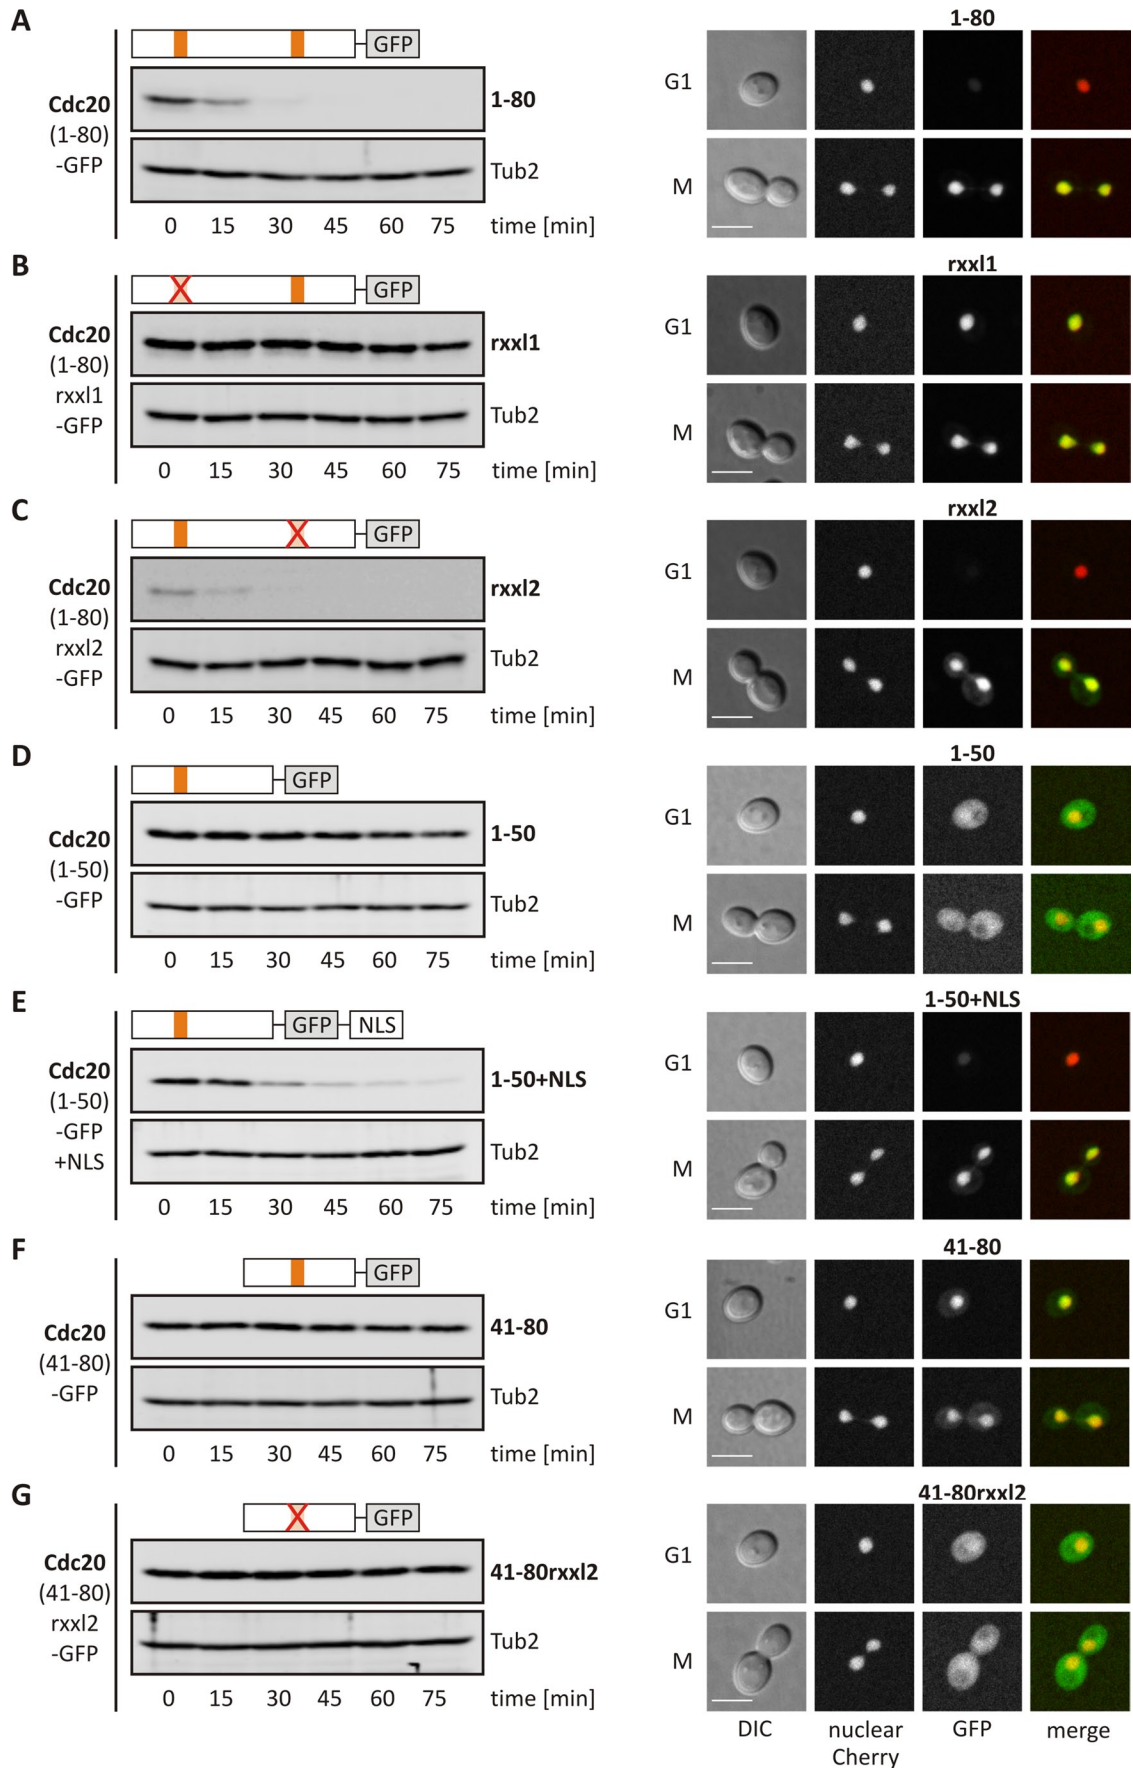 A
GFP
Cdc20
(1-80)
-GFP
1-80
Tub2
0 15 30 45 60 75 time [min]
1-80
G1
M
B
GFP
Cdc20
(1-80)
rxxl1
-GFP
rxxl1
Tub2
0 15 30 45 60 75 time [min]
rxxl1
G1
M
C
GFP
Cdc20
(1-80)
rxxl2
-GFP
rxxl2
Tub2
0 15 30 45 60 75 time [min]
rxxl2
G1
M
D
GFP
Cdc20
(1-50)
-GFP
1-50
Tub2
0 15 30 45 60 75 time [min]
1-50
G1
M
E
GFP NLS
Cdc20
(1-50)
-GFP
+NLS
1-50+NLS
Tub2
0 15 30 45 60 75 time [min]
1-50+NLS
G1
M
F
GFP
Cdc20
(41-80)
-GFP
41-80
Tub2
0 15 30 45 60 75 time [min]
41-80
G1
M
G
GFP
Cdc20
(41-80)
rxxl2
-GFP
41-80rxxl2
Tub2
0 15 30 45 60 75 time [min]
41-80rxxl2
G1
M
DIC nuclear GFP merge
Cherry